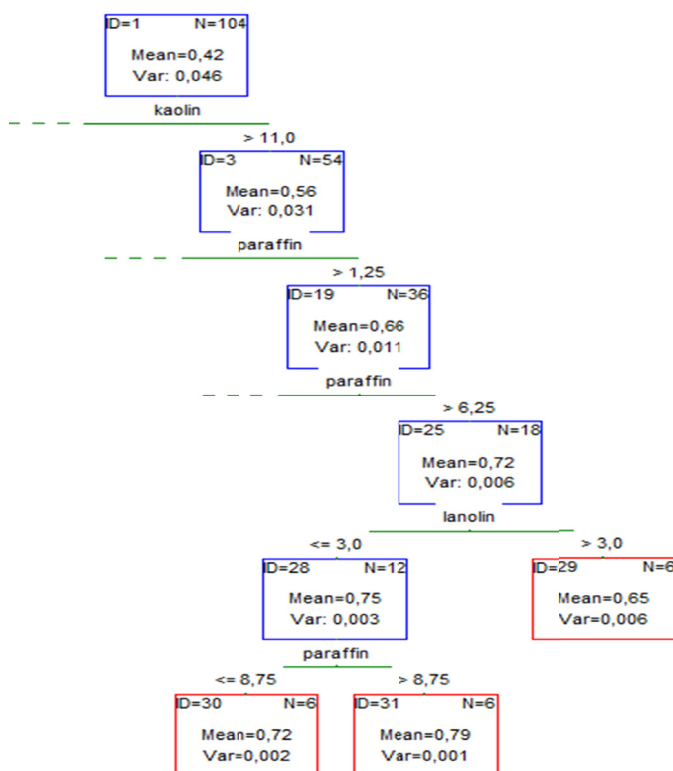 ID=1 N=104
Mean=0,42
Var: 0,046
kaolin
> 11,0
ID=3 N=54
Mean=0,56
Var: 0,031
paraffin
> 1,25
ID=19 N=36
Mean=0,66
Var: 0,011
paraffin
> 6,25
ID=25 N=18
Mean=0,72
Var: 0,006
lanolin
<= 3,0 > 3,0
ID=28 N=12 ID=29 N=6
Mean=0,75 Mean=0,65
Var: 0,003 Var=0,006
paraffin
<= 8,75 > 8,75
ID=30 N=6 ID=31 N=6
Mean=0,72 Mean=0,79
Var=0,002 Var=0,001